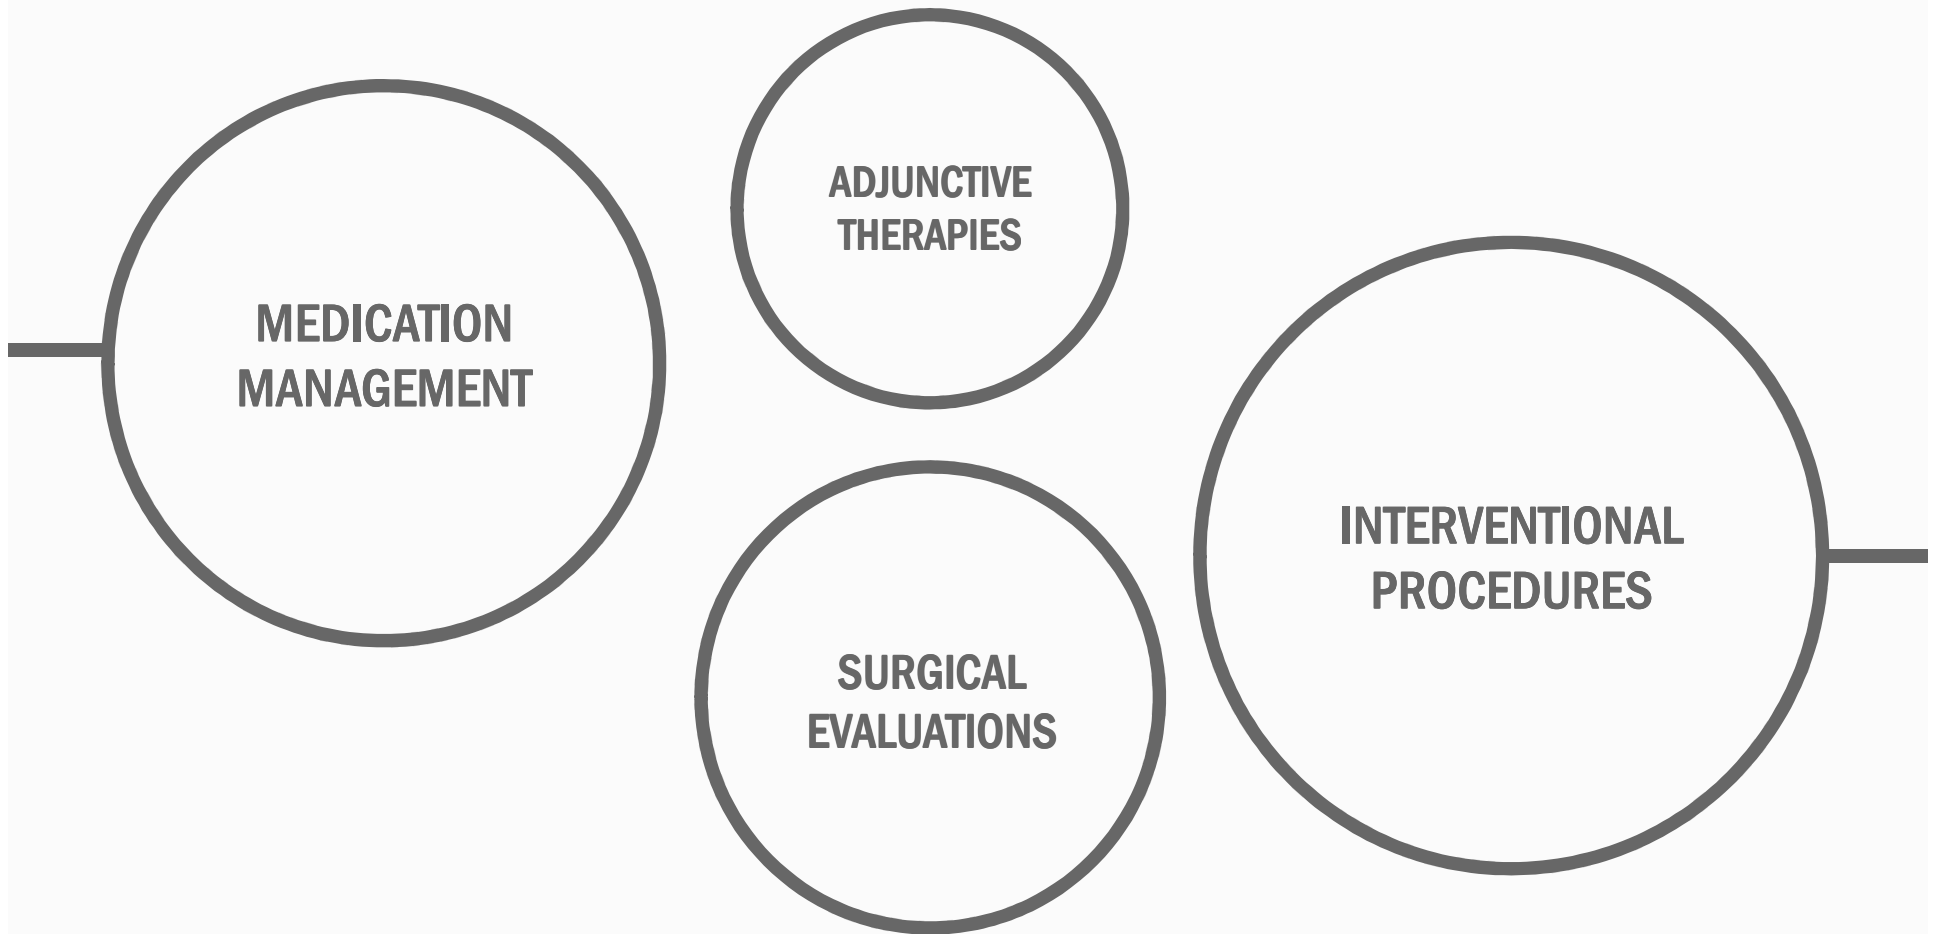 MEDICATION
MANAGEMENT
ADJUNCTIVE
THERAPIES
SURGICAL
EVALUATIONS
INTERVENTIONAL
PROCEDURES